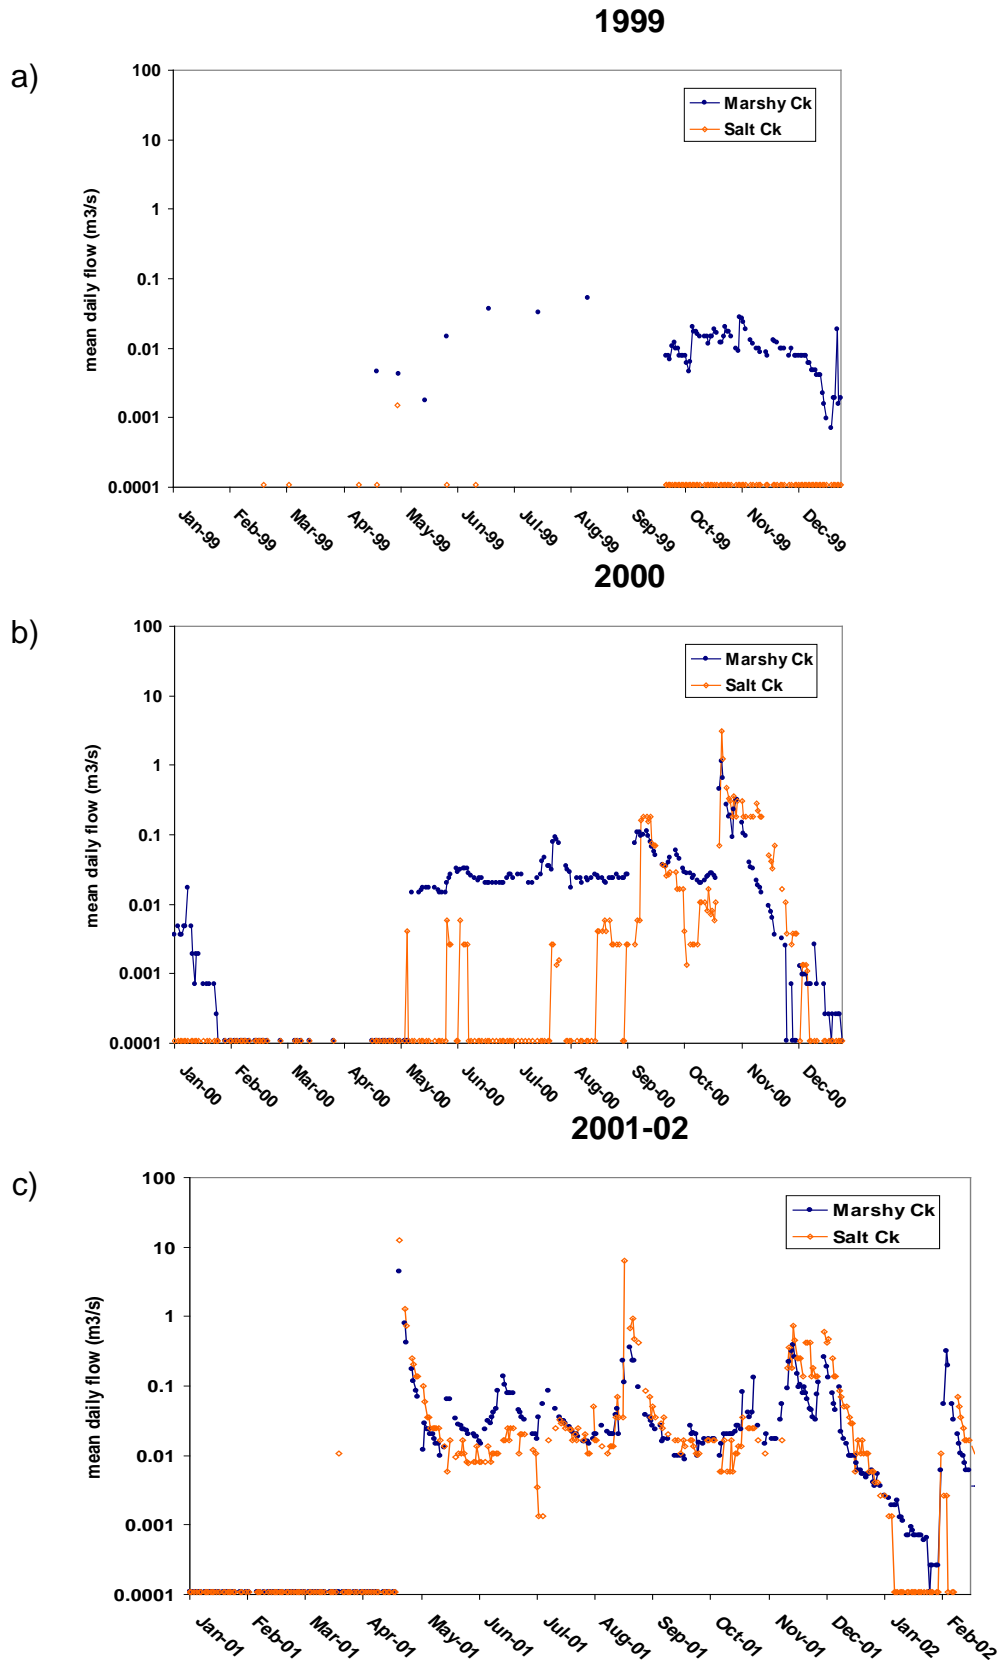 1999
a)
100
10
1
0.1
0.01
0.001
0.0001
mean daily flow (m3/s)
Marshy Ck
Salt Ck
Jan-99
Feb-99
Mar-99
Apr-99
May-99
Jun-99
Jul-99
Aug-99
Sep-99
Oct-99
Nov-99
Dec-99
2000
b)
100
10
1
0.1
0.01
0.001
0.0001
mean daily flow (m3/s)
Marshy Ck
Salt Ck
Jan-00
Feb-00
Mar-00
Apr-00
May-00
Jun-00
Jul-00
Aug-00
Sep-00
Oct-00
Nov-00
Dec-00
2001-02
c)
100
10
1
0.1
0.01
0.001
0.0001
mean daily flow (m3/s)
Marshy Ck
Salt Ck
Jan-01
Feb-01
Mar-01
Apr-01
May-01
Jun-01
Jul-01
Aug-01
Sep-01
Oct-01
Nov-01
Dec-01
Jan-02
Feb-02